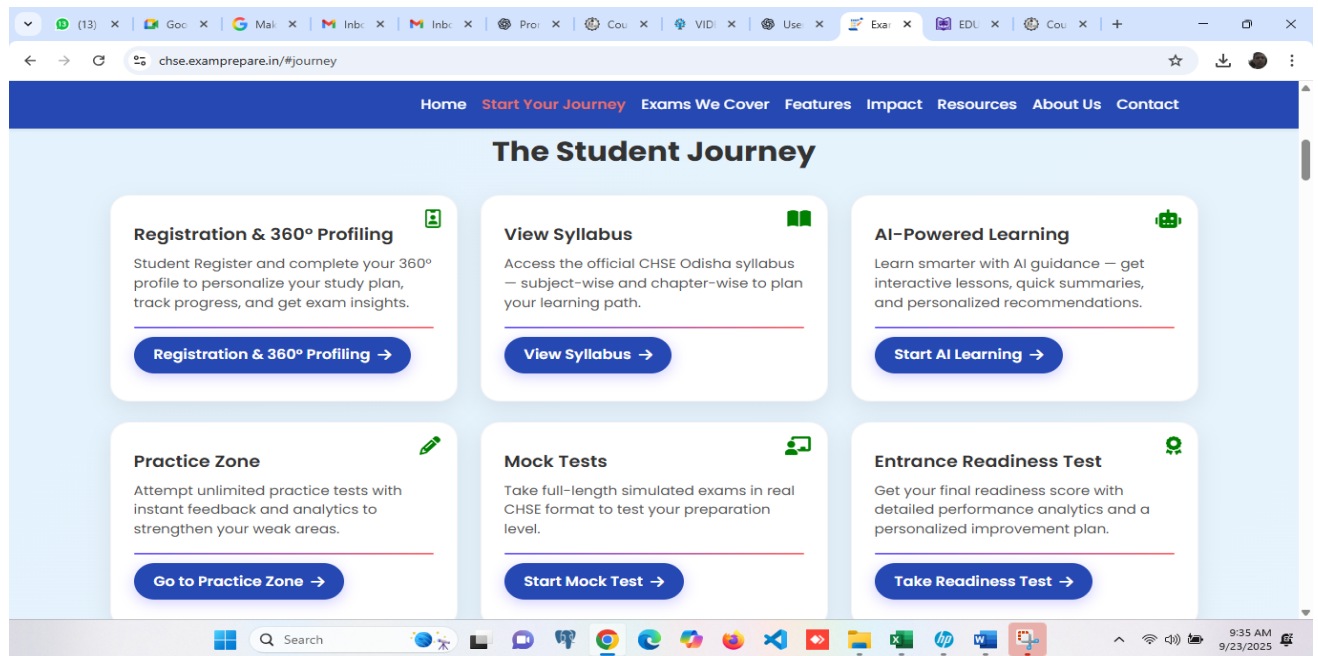 (13)
Goo
Mak
Inbo
Inbo
Pror
Cou
VIDI
Use
Exar
EDU
Cou
chse.examprepare.in/#journey
Home Start Your Journey Exams We Cover Features Impact Resources About Us Contact
The Student Journey
Registration & 360° Profiling
Student Register and complete your 360°
profile to personalize your study plan,
track progress, and get exam insights.
Registration & 360° Profiling →
View Syllabus
Access the official CHSE Odisha syllabus
— subject-wise and chapter-wise to plan
your learning path.
View Syllabus →
AI-Powered Learning
Learn smarter with AI guidance — get
interactive lessons, quick summaries,
and personalized recommendations.
Start AI Learning →
Practice Zone
Attempt unlimited practice tests with
instant feedback and analytics to
strengthen your weak areas.
Go to Practice Zone →
Mock Tests
Take full-length simulated exams in real
CHSE format to test your preparation
level.
Start Mock Test →
Entrance Readiness Test
Get your final readiness score with
detailed performance analytics and a
personalized improvement plan.
Take Readiness Test →
Search
9:35 AM
9/23/2025